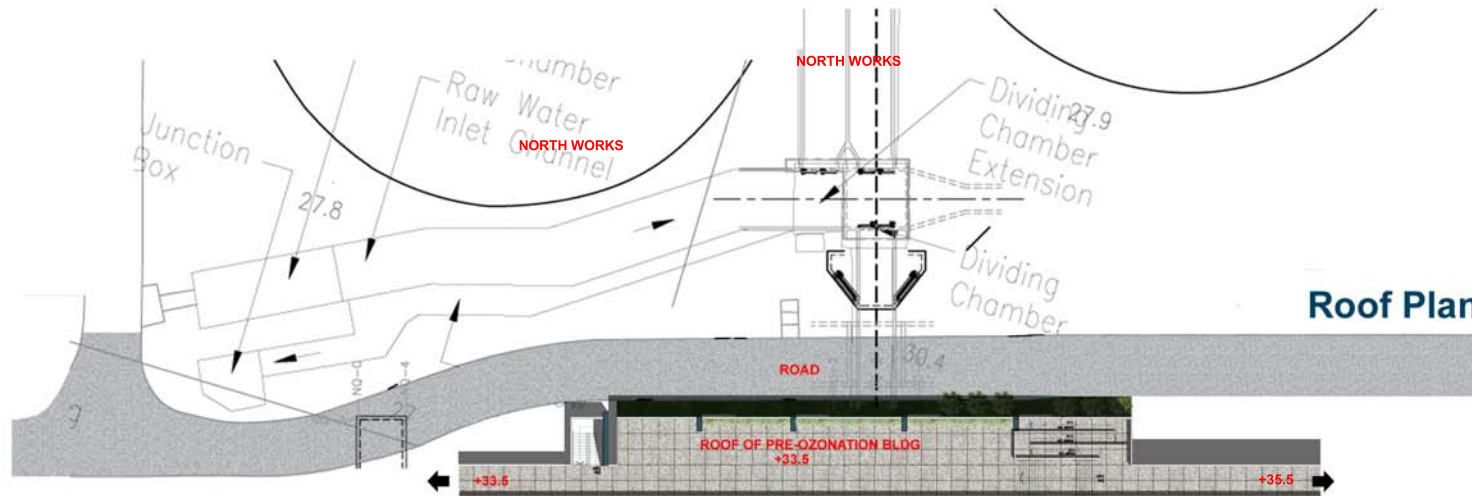 NORTH WORKS
Chamber
Raw Water
Inlet Channel
NORTH WORKS
Junction
Box
27.8
Dividing
Chamber
Extension
27.9
Dividing
Chamber
Roof Plan
30.4
ROAD
ROOF OF PRE-OZONATION BLDG
+33.5
+33.5
+35.5